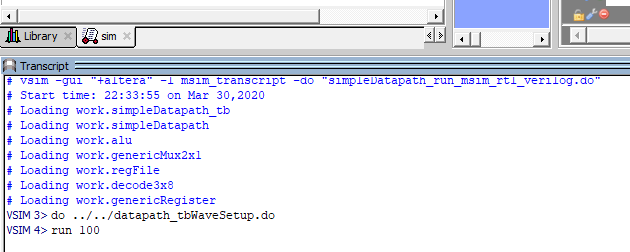 Library
sim
Transcript
# vsim -gui "+altera" -l msim_transcript -do "simpleDatapath_run_msim_rtl_verilog.do"
# Start time: 22:33:55 on Mar 30,2020
# Loading work.simpleDatapath_tb
# Loading work.simpleDatapath
# Loading work.alu
# Loading work.genericMux2x1
# Loading work.regFile
# Loading work.decode3x8
# Loading work.genericRegister
VSIM 3> do ../../datapath_tbWaveSetup.do
VSIM 4> run 100